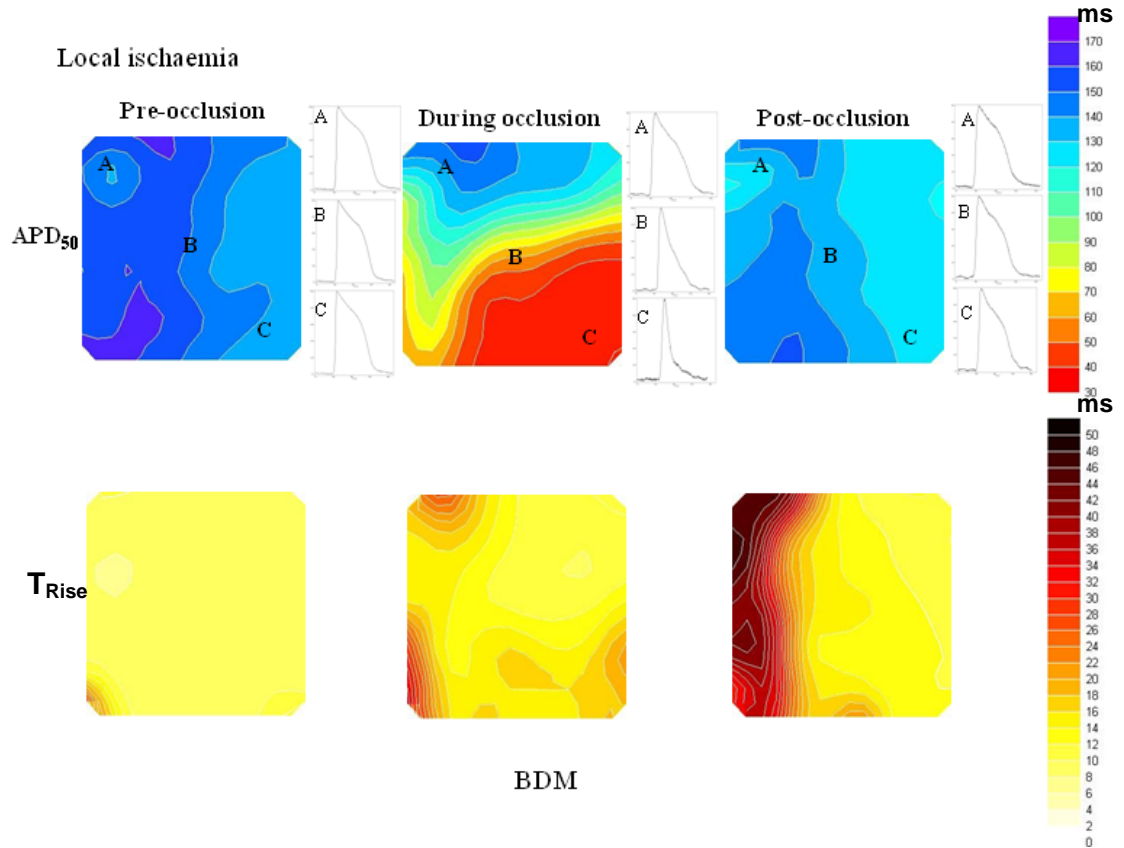 ms
Local ischaemia
Pre-occlusion
During occlusion
Post-occlusion
A
B
C
A
B
C
A
B
C
A
B
C
A
B
C
A
B
C
APD50
170
160
150
140
130
120
110
100
90
80
70
60
50
40
30
ms
TRise
50
48
46
44
42
40
38
36
34
32
30
28
26
24
22
20
18
16
14
12
10
8
6
4
2
0
BDM